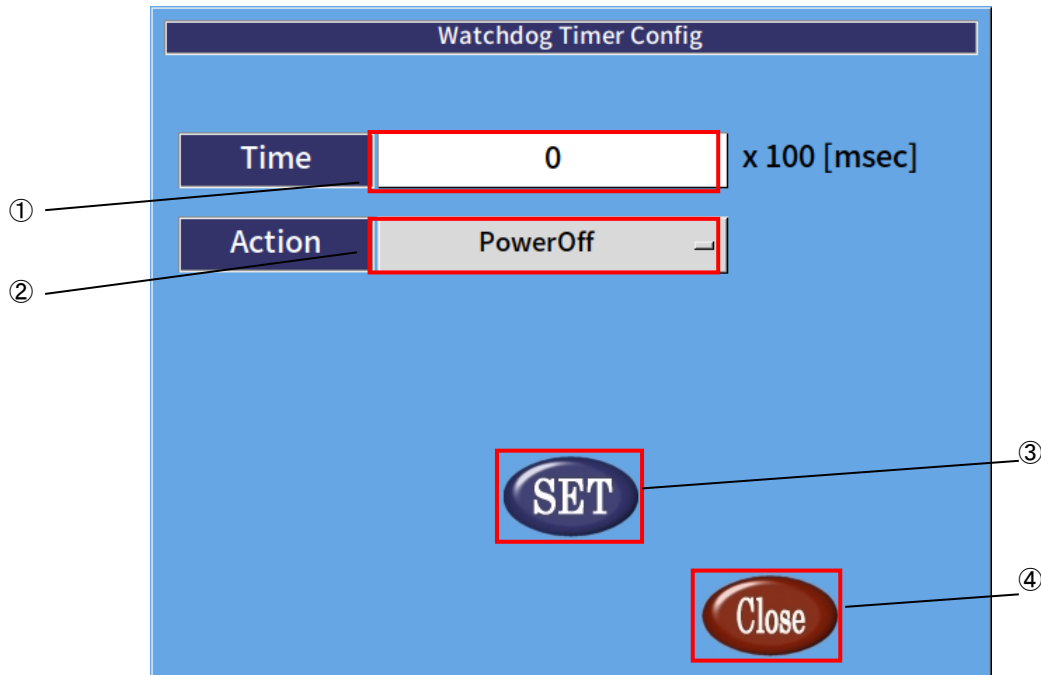 Watchdog Timer Config
Time 0 x 100 [msec]
①
Action PowerOff
②
SET
③
Close
④